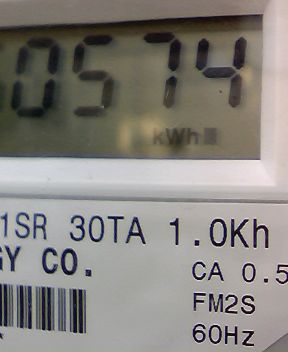 0574
kWh
1SR 30TA 1.0Kh
GY CO.
CA 0.5
FM2S
60Hz